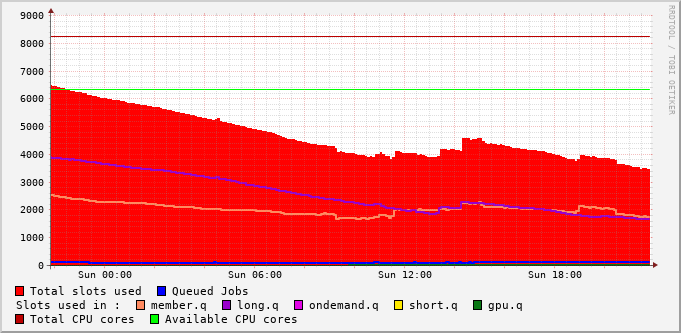 RRDTOOL / TOBI OETIKER
9000
8000
7000
6000
5000
4000
3000
2000
1000
0
Sun 00:00 Sun 06:00 Sun 12:00 Sun 18:00
Total slots used Queued Jobs
Slots used in : member.q long.q ondemand.q short.q gpu.q
Total CPU cores Available CPU cores